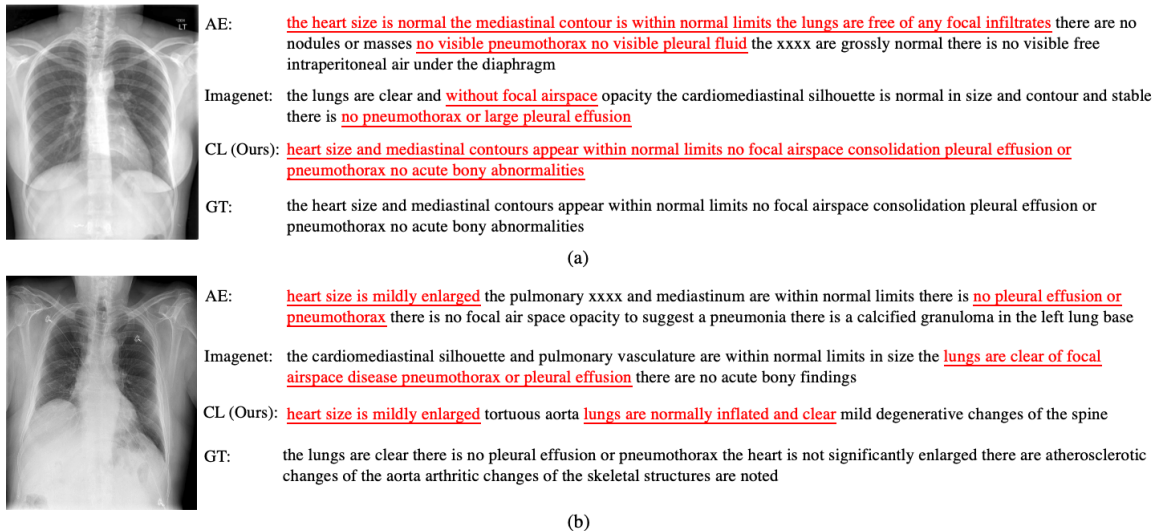 LT
AE: the heart size is normal the mediastinal contour is within normal limits the lungs are free of any focal infiltrates there are no
nodules or masses no visible pneumothorax no visible pleural fluid the xxxx are grossly normal there is no visible free
intraperitoneal air under the diaphragm
Imagenet: the lungs are clear and without focal airspace opacity the cardiomediastinal silhouette is normal in size and contour and stable
there is no pneumothorax or large pleural effusion
CL (Ours): heart size and mediastinal contours appear within normal limits no focal airspace consolidation pleural effusion or
pneumothorax no acute bony abnormalities
GT: the heart size and mediastinal contours appear within normal limits no focal airspace consolidation pleural effusion or
pneumothorax no acute bony abnormalities
(a)
AE: heart size is mildly enlarged the pulmonary xxxx and mediastinum are within normal limits there is no pleural effusion or
pneumothorax there is no focal air space opacity to suggest a pneumonia there is a calcified granuloma in the left lung base
Imagenet: the cardiomediastinal silhouette and pulmonary vasculature are within normal limits in size the lungs are clear of focal
airspace disease pneumothorax or pleural effusion there are no acute bony findings
CL (Ours): heart size is mildly enlarged tortuous aorta lungs are normally inflated and clear mild degenerative changes of the spine
GT: the lungs are clear there is no pleural effusion or pneumothorax the heart is not significantly enlarged there are atherosclerotic
changes of the aorta arthritic changes of the skeletal structures are noted
(b)